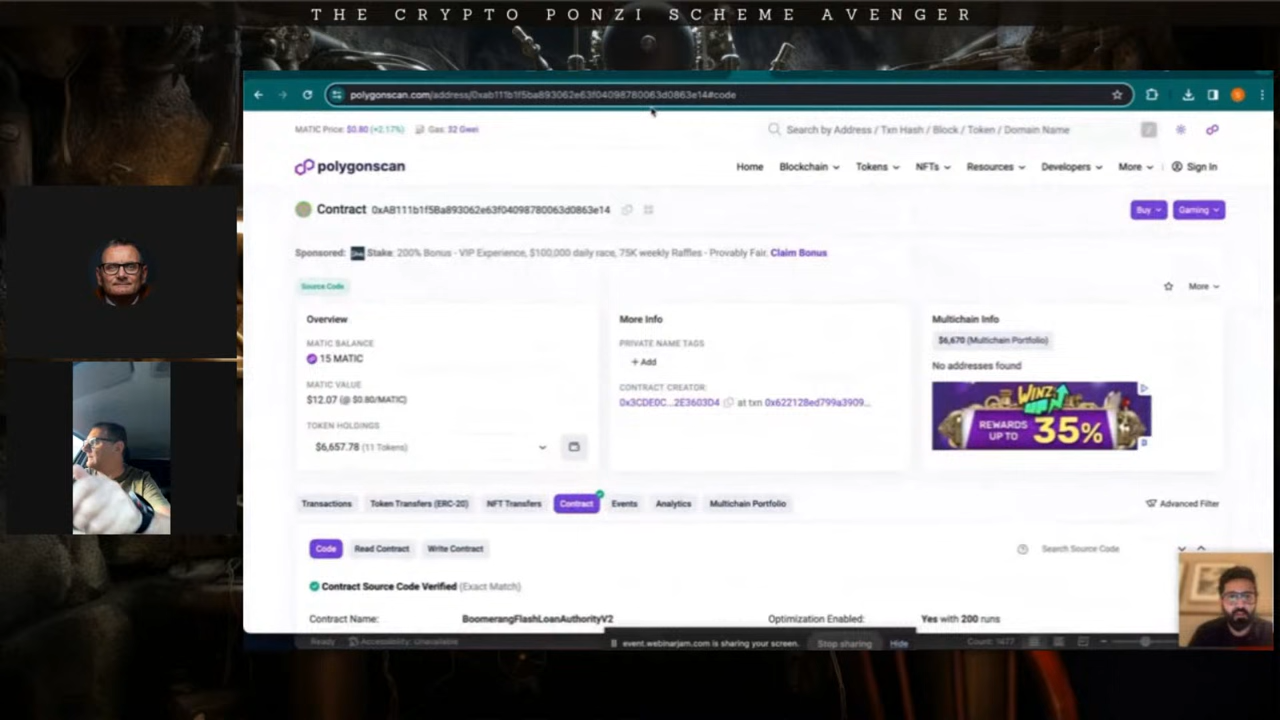 THE CRYPTO PONZI SCHEME AVENGER
polygonscan.com/address/0xab111b1f5ba893062e63f04098780063d0863e14#code
MATIC Price: $0.80 (+2.17%) Gas: 32 Gwei
Search by Address / Txn Hash / Block / Token / Domain Name
/
polygonscan
Home Blockchain Tokens NFTs Resources Developers More Sign In
Contract 0xAB111b1f5Ba893062e63f04098780063d0863e14
Buy Gaming
Sponsored: Stake: 200% Bonus - VIP Experience, $100,000 daily race, 75K weekly Raffles - Provably Fair. Claim Bonus
Source Code
More
Overview
MATIC BALANCE
15 MATIC
MATIC VALUE
$12.07 (@ $0.80/MATIC)
TOKEN HOLDINGS
$6,657.78 (11 Tokens)
More Info
PRIVATE NAME TAGS
+ Add
CONTRACT CREATOR:
0x3CDE0C...2E3603D4 at txn 0x622128ed799a3909...
Multichain Info
$6,670 (Multichain Portfolio)
No addresses found
WINZ
REWARDS
UP TO 35%
Transactions Token Transfers (ERC-20) NFT Transfers Contract Events Analytics Multichain Portfolio
Advanced Filter
Code Read Contract Write Contract
Search Source Code
Contract Source Code Verified (Exact Match)
Contract Name: BoomerangFlashLoanAuthorityV2
Optimization Enabled: Yes with 200 runs
Ready Accessibility: Unavailable
event.webinarjam.com is sharing your screen. Stop sharing Hide